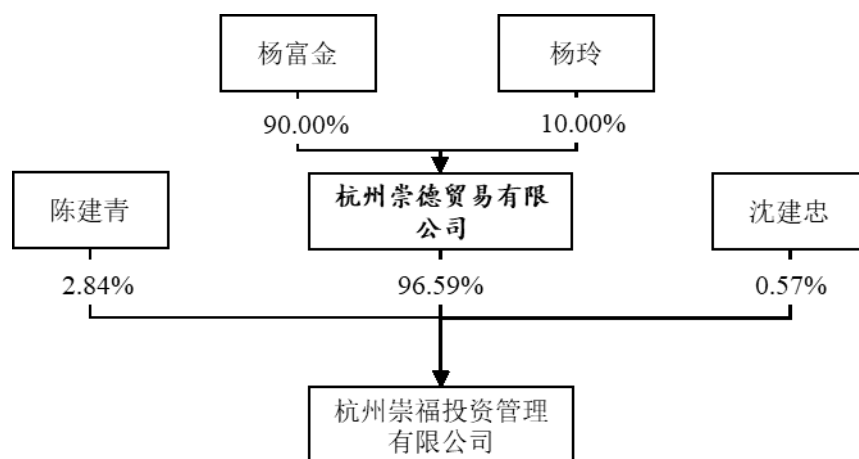 杨富金
杨玲
90.00%
10.00%
杭州崇德贸易有限
公司
陈建青
沈建忠
2.84%
96.59%
0.57%
杭州崇福投资管理
有限公司